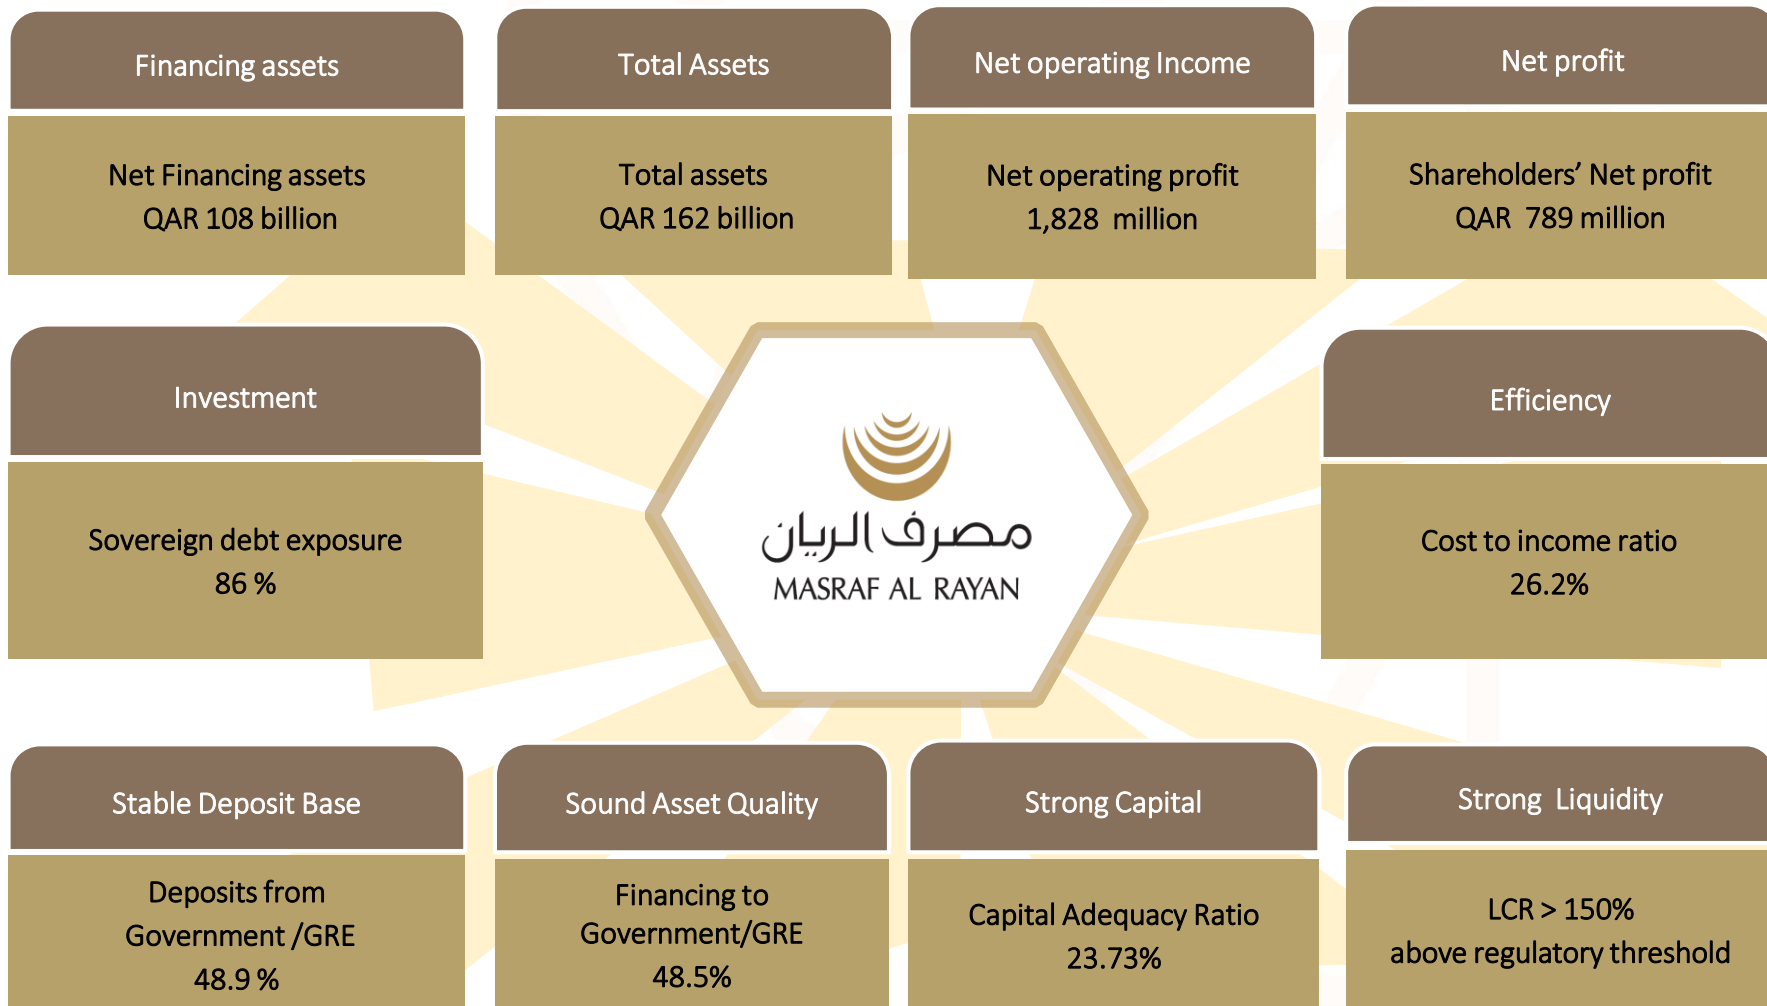 Financing assets
Net Financing assets
QAR 108 billion
Total Assets
Total assets
QAR 162 billion
Net operating Income
Net operating profit
1,828 million
Net profit
Shareholders’ Net profit
QAR 789 million
Investment
Sovereign debt exposure
86 %
مصرف الريان
MASRAF AL RAYAN
Efficiency
Cost to income ratio
26.2%
Stable Deposit Base
Deposits from
Government /GRE
48.9 %
Sound Asset Quality
Financing to
Government/GRE
48.5%
Strong Capital
Capital Adequacy Ratio
23.73%
Strong Liquidity
LCR > 150%
above regulatory threshold